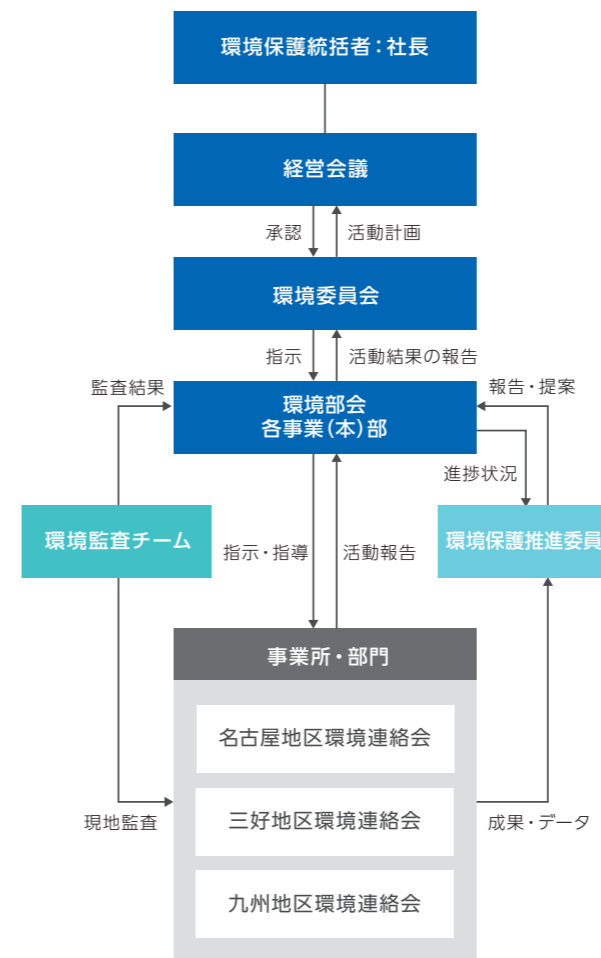 環境保護統括者：社長
経営会議
承認
活動計画
環境委員会
指示
活動結果の報告
監査結果
環境部会
各事業（本）部
報告・提案
進捗状況
環境監査チーム
指示・指導
活動報告
環境保護推進委員
事業所・部門
名古屋地区環境連絡会
三好地区環境連絡会
現地監査
成果・データ
九州地区環境連絡会